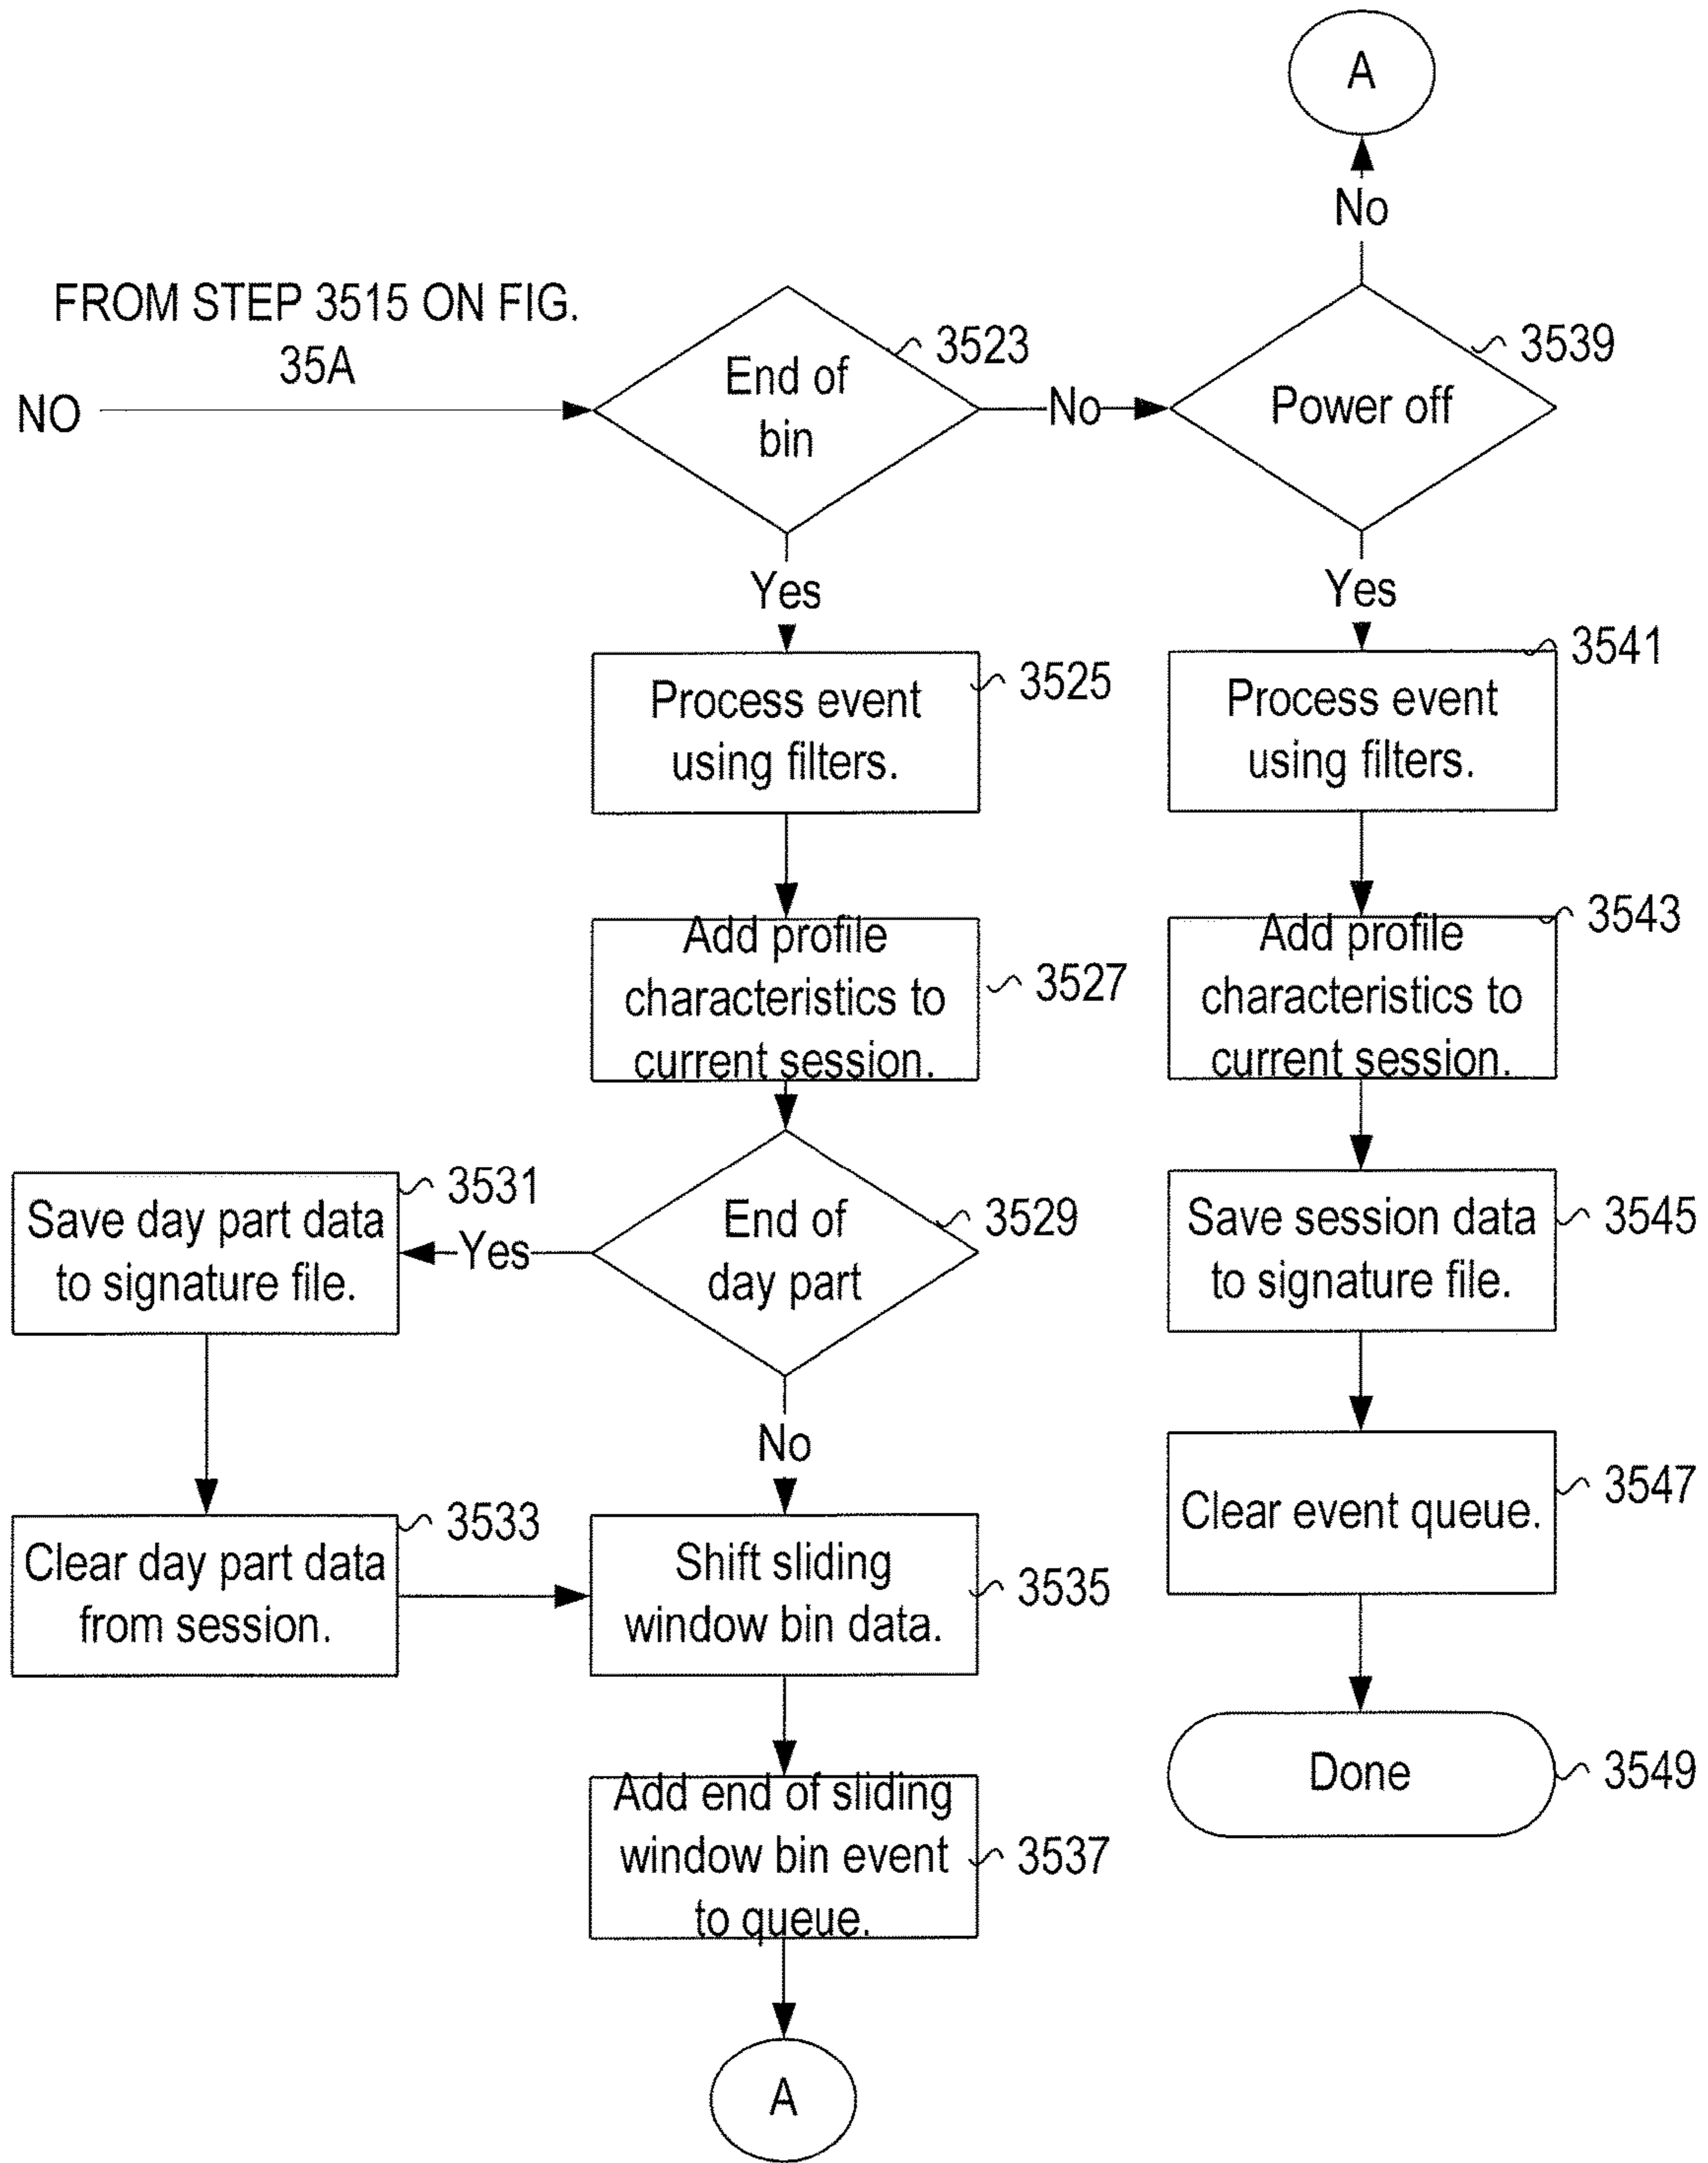 A
No
FROM STEP 3515 ON FIG.
35A
NO
End of
bin
3523
No
Power off
3539
Yes
Yes
Process event
using filters.
3525
Process event
using filters.
3541
Add profile
characteristics to
current session.
3527
Add profile
characteristics to
current session.
3543
Save day part data
to signature file.
3531
Yes
End of
day part
3529
Save session data
to signature file.
3545
No
Clear day part data
from session.
3533
Shift sliding
window bin data.
3535
Clear event queue.
3547
Add end of sliding
window bin event
to queue.
3537
Done
3549
A